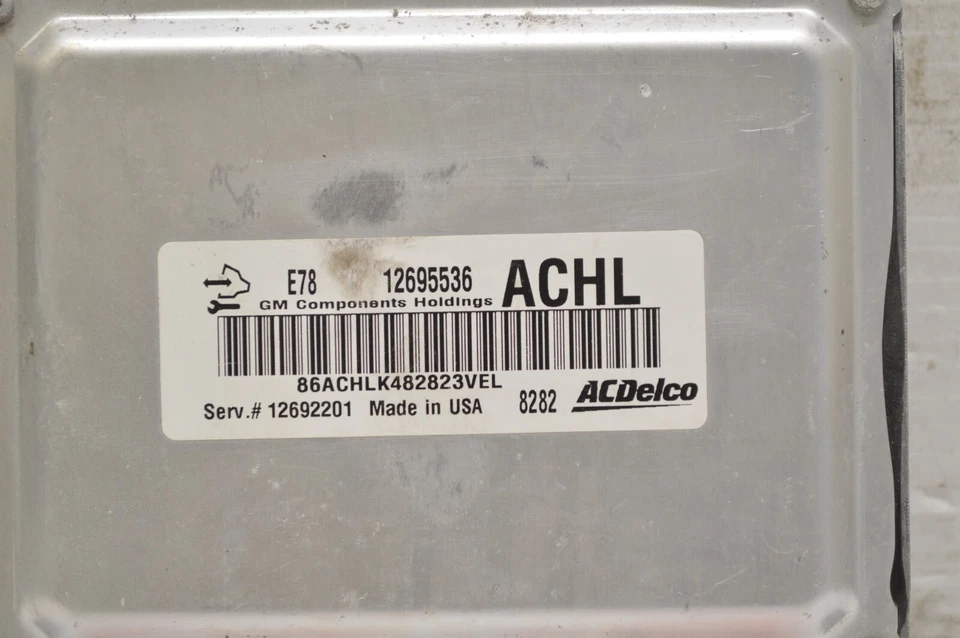 E78 12695536 ACHL
GM Components Holdings
86ACHLK482823VEL
Serv.# 12692201 Made in USA 8282 ACDelco